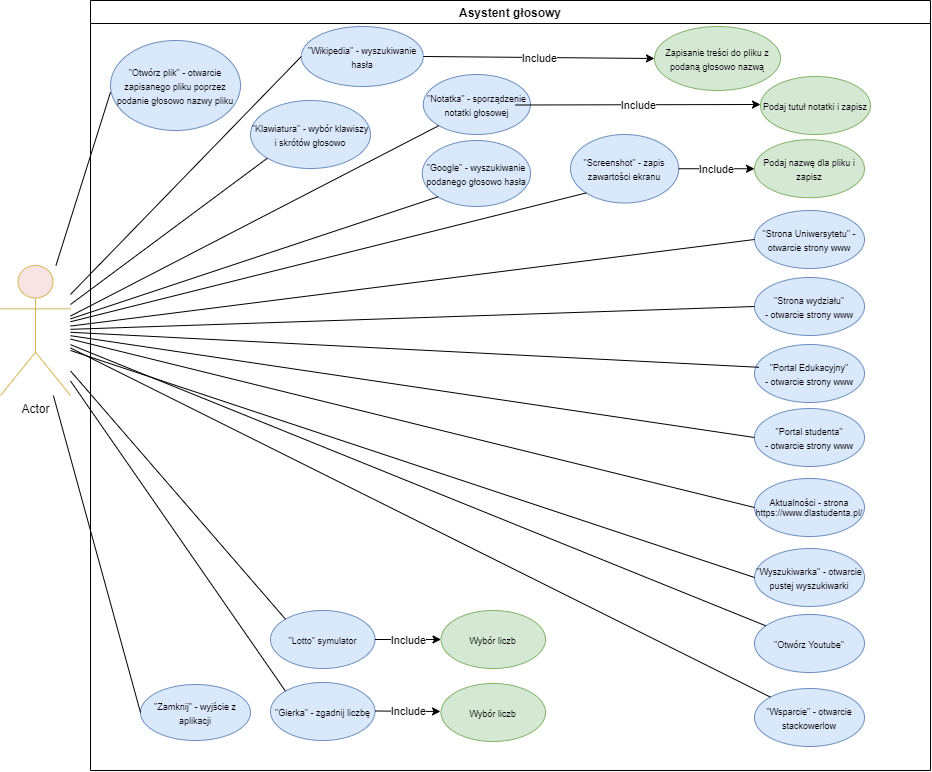 Asystent głosowy
"Otwórz plik" - otwarcie
zapisanego pliku poprzez
podanie głosowo nazwy pliku
"Wikipedia" - wyszukiwanie
hasła
Include
Zapisanie treści do pliku z
podaną głosowo nazwą
"Klawiatura" - wybór klawiszy
i skrótów głosowo
"Notatka" - sporządzenie
notatki głosowej
Include
Podaj tutuł notatki i zapisz
"Google" - wyszukiwanie
podanego głosowo hasła
"Screenshot" - zapis
zawartości ekranu
Include
Podaj nazwę dla pliku i
zapisz
"Strona Uniwersytetu" -
otwarcie strony www
"Strona wydziału"
- otwarcie strony www
"Portal Edukacyjny"
- otwarcie strony www
Actor
"Portal studenta"
- otwarcie strony www
Aktualności - strona
https://www.dlastudenta.pl/
"Wyszukiwarka" - otwarcie
pustej wyszukiwarki
"Lotto" symulator
Include
Wybór liczb
"Otwórz Youtube"
"Zamknij" - wyjście z
aplikacji
"Gierka" - zgadnij liczbę
Include
Wybór liczb
"Wsparcie" - otwarcie
stackowerlow